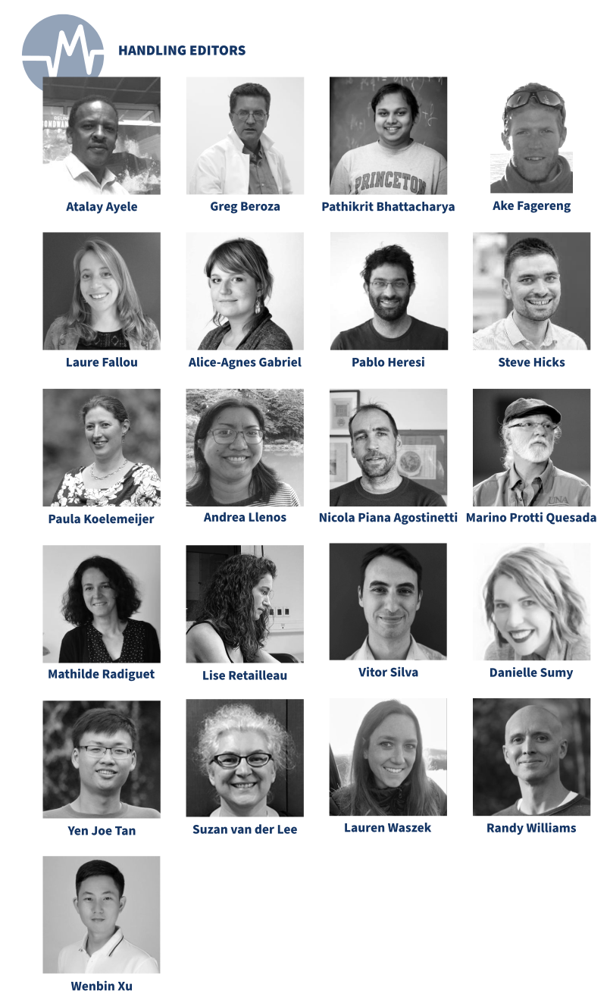 HANDLING EDITORS
Atalay Ayele
Greg Beroza
Pathikrit Bhattacharya
Ake Fagereng
PRINCETON
Laure Fallou
Alice-Agnes Gabriel
Pablo Heresi
Steve Hicks
Paula Koelemeijer
Andrea Llenos
Nicola Piana Agostinetti
Marino Protti Quesada
UNA
Mathilde Radiguet
Lise Retailleau
Vitor Silva
Danielle Sumy
Yen Joe Tan
Suzan van der Lee
Lauren Waszek
Randy Williams
Wenbin Xu